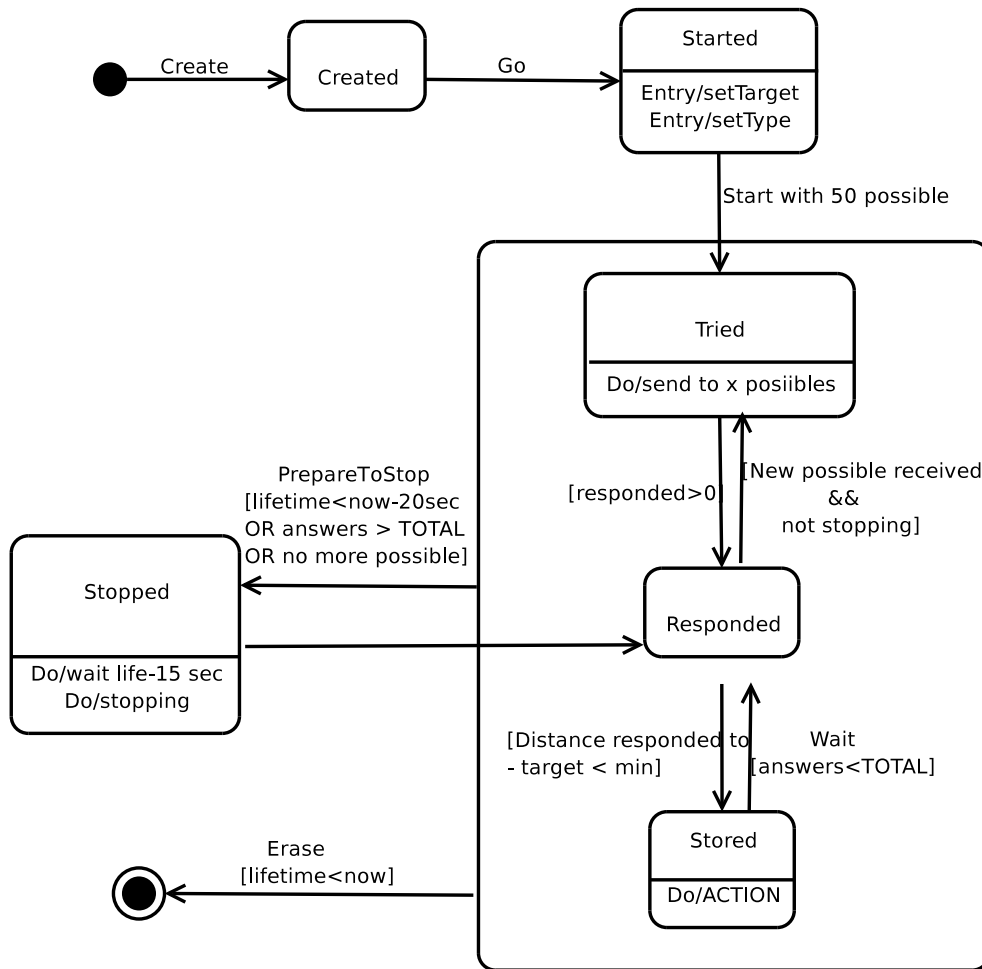 Started
Create
Created
Go
Entry/setTarget
Entry/setType
Start with 50 possible
Tried
Do/send to x posiibles
PrepareToStop
[lifetime<now-20sec
OR answers > TOTAL
OR no more possible]
[responded>0]
[New possible received
&&
not stopping]
Stopped
Do/wait life-15 sec
Do/stopping
Responded
[Distance responded to
- target < min]
Wait
[answers<TOTAL]
Stored
Do/ACTION
Erase
[lifetime<now]